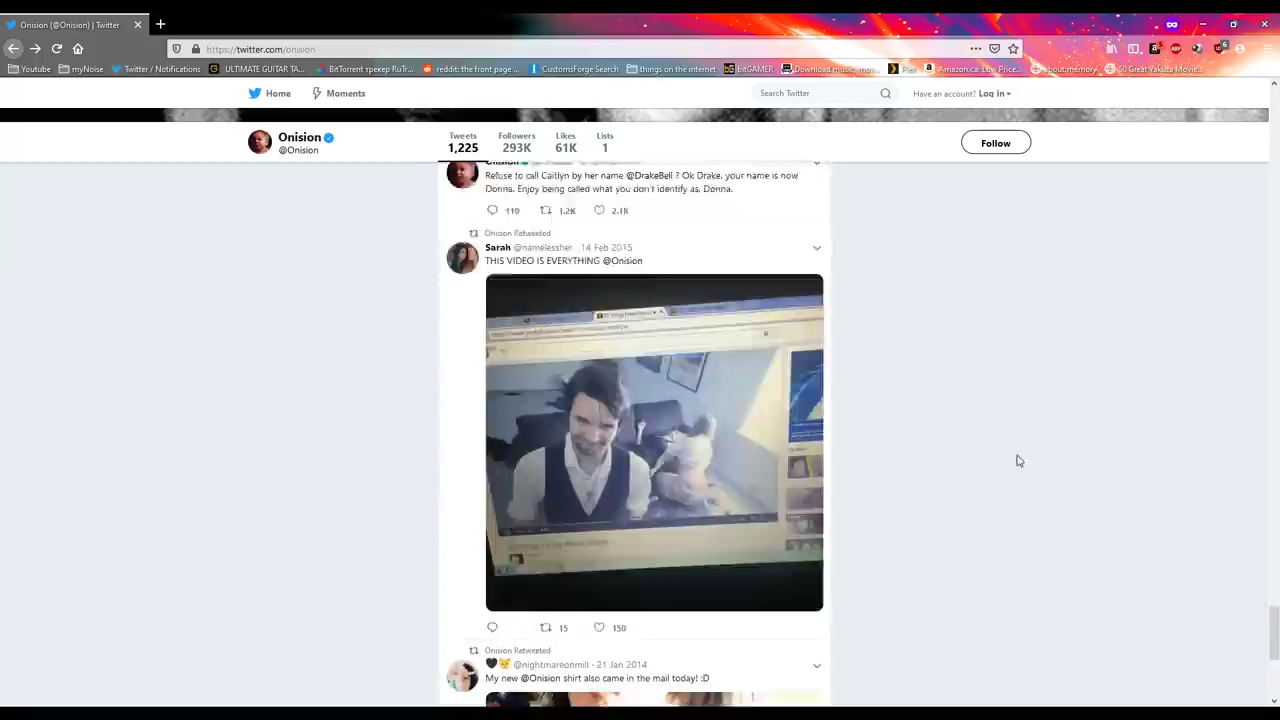 Onision (@Onision) | Twitter
https://twitter.com/onision
Youtube
myNoise
Twitter / Notifications
ULTIMATE GUITAR TA...
BitTorrent трекер RuTr...
reddit: the front page ...
CustomsForge Search
things on the internet
bitGAMER
Download music, mov...
Plex
Amazon.ca: Low Price...
about:memory
50 Great Yakuza Movie...
Home
Moments
Search Twitter
Have an account? Log in
Onision
@Onision
Tweets
1,225
Followers
293K
Likes
61K
Lists
1
Follow
Refuse to call Caitlyn by her name @DrakeBell ? Ok Drake, your name is now
Donna. Enjoy being called what you don't identify as, Donna.
119
1.2K
2.1K
Onision Retweeted
Sarah @namelessher · 14 Feb 2015
THIS VIDEO IS EVERYTHING @Onision
15
150
Onision Retweeted
@nightmareonmill · 21 Jan 2014
My new @Onision shirt also came in the mail today! :D